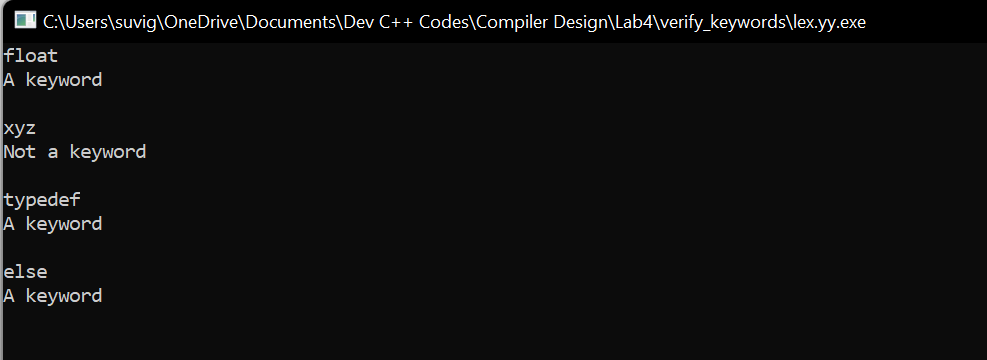 C:\Users\suvig\OneDrive\Documents\Dev C++ Codes\Compiler Design\Lab4\verify_keywords\lex.yy.exe
float
A keyword
xyz
Not a keyword
typedef
A keyword
else
A keyword